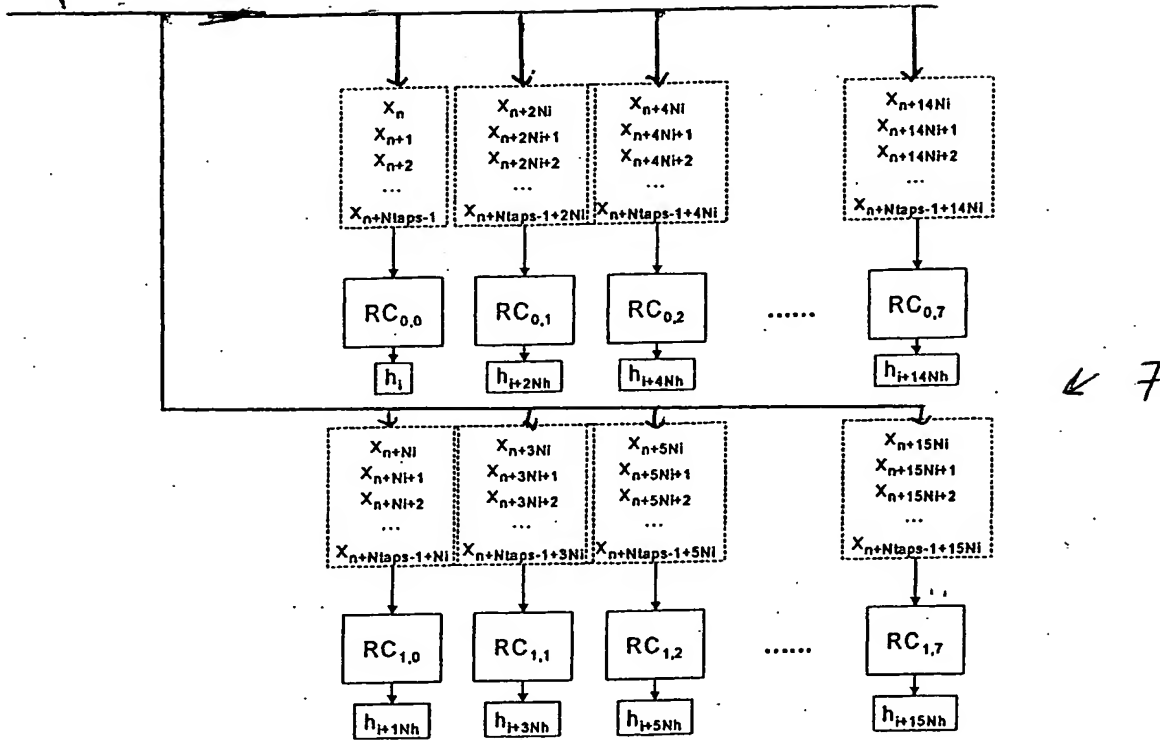 Xn Xn+2Ni Xn+4Ni Xn+14Ni
Xn+1 Xn+2Ni+1 Xn+4Ni+1 Xn+14Ni+1
Xn+2 Xn+2Ni+2 Xn+4Ni+2 Xn+14Ni+2
... ... ... ...
Xn+Ntaps-1 Xn+Ntaps-1+2Ni Xn+Ntaps-1+4Ni Xn+Ntaps-1+14Ni
RC0,0 RC0,1 RC0,2 ...... RC0,7
hi hi+2Nh hi+4Nh hi+14Nh
7
Xn+Ni Xn+3Ni Xn+5Ni Xn+15Ni
Xn+Ni+1 Xn+3Ni+1 Xn+5Ni+1 Xn+15Ni+1
Xn+Ni+2 Xn+3Ni+2 Xn+5Ni+2 Xn+15Ni+2
... ... ... ...
Xn+Ntaps-1+Ni Xn+Ntaps-1+3Ni Xn+Ntaps-1+5Ni Xn+Ntaps-1+15Ni
RC1,0 RC1,1 RC1,2 ...... RC1,7
hi+1Nh hi+3Nh hi+5Nh hi+15Nh